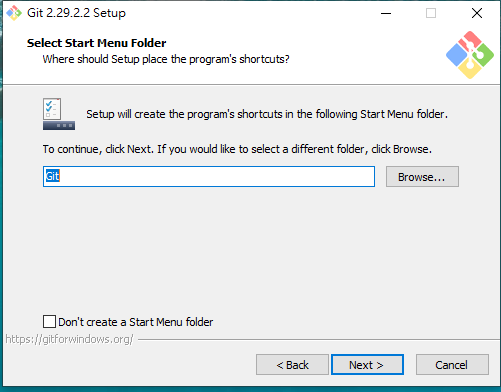 Git 2.29.2.2 Setup
Select Start Menu Folder
Where should Setup place the program's shortcuts?
Setup will create the program's shortcuts in the following Start Menu folder.
To continue, click Next. If you would like to select a different folder, click Browse.
Git
Browse...
Don't create a Start Menu folder
https://gitforwindows.org/
< Back
Next >
Cancel